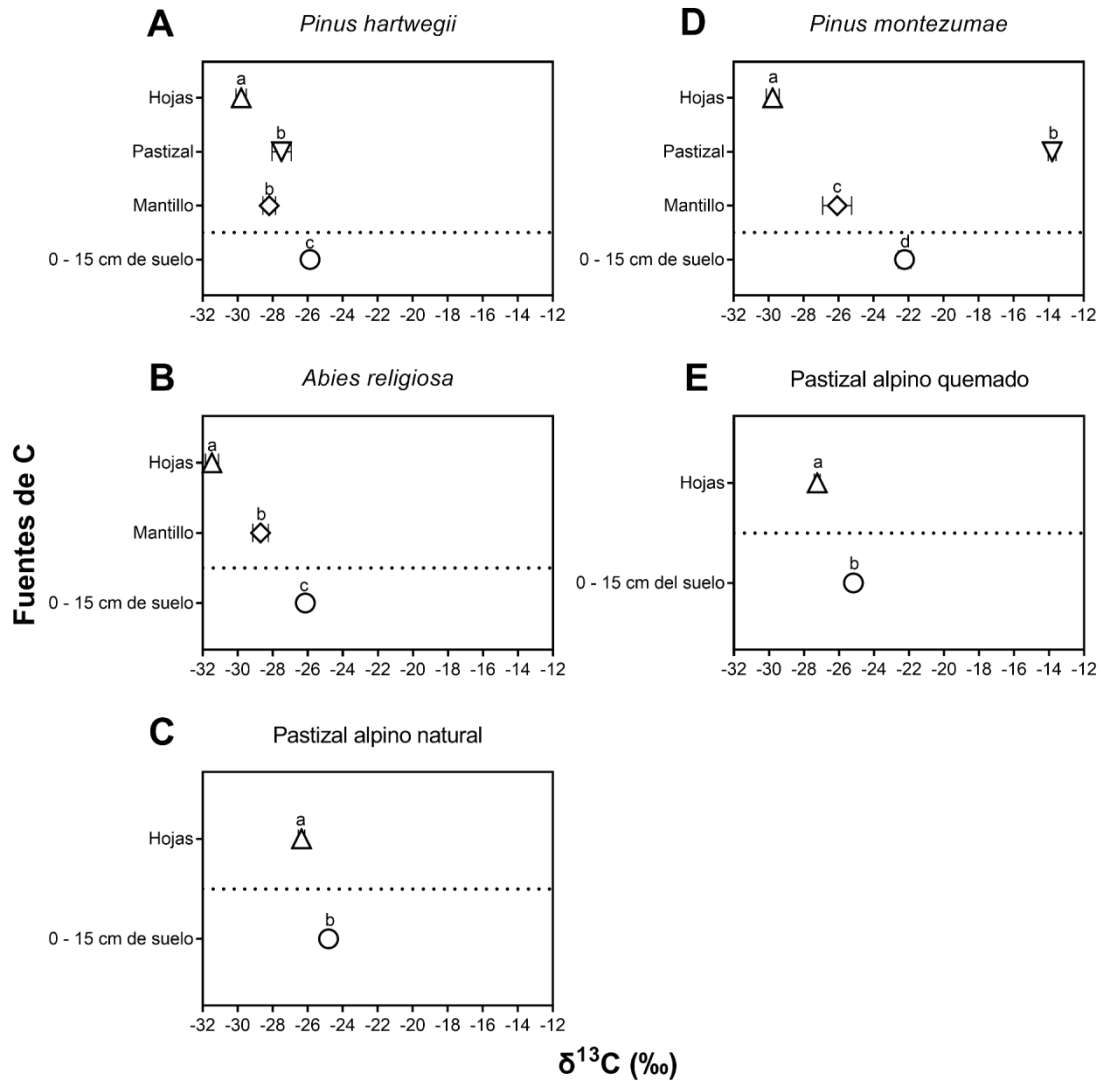 A
Pinus hartwegii
a
Hojas
b
Pastizal
b
Mantillo
c
0 - 15 cm de suelo
-32 -30 -28 -26 -24 -22 -20 -18 -16 -14 -12
D
Pinus montezumae
a
Hojas
b
Pastizal
c
Mantillo
d
0 - 15 cm de suelo
-32 -30 -28 -26 -24 -22 -20 -18 -16 -14 -12
B
Abies religiosa
a
Hojas
b
Mantillo
c
0 - 15 cm de suelo
-32 -30 -28 -26 -24 -22 -20 -18 -16 -14 -12
E
Pastizal alpino quemado
a
Hojas
b
0 - 15 cm del suelo
-32 -30 -28 -26 -24 -22 -20 -18 -16 -14 -12
C
Pastizal alpino natural
a
Hojas
b
0 - 15 cm de suelo
-32 -30 -28 -26 -24 -22 -20 -18 -16 -14 -12
Fuentes de C
δ¹³C (‰)